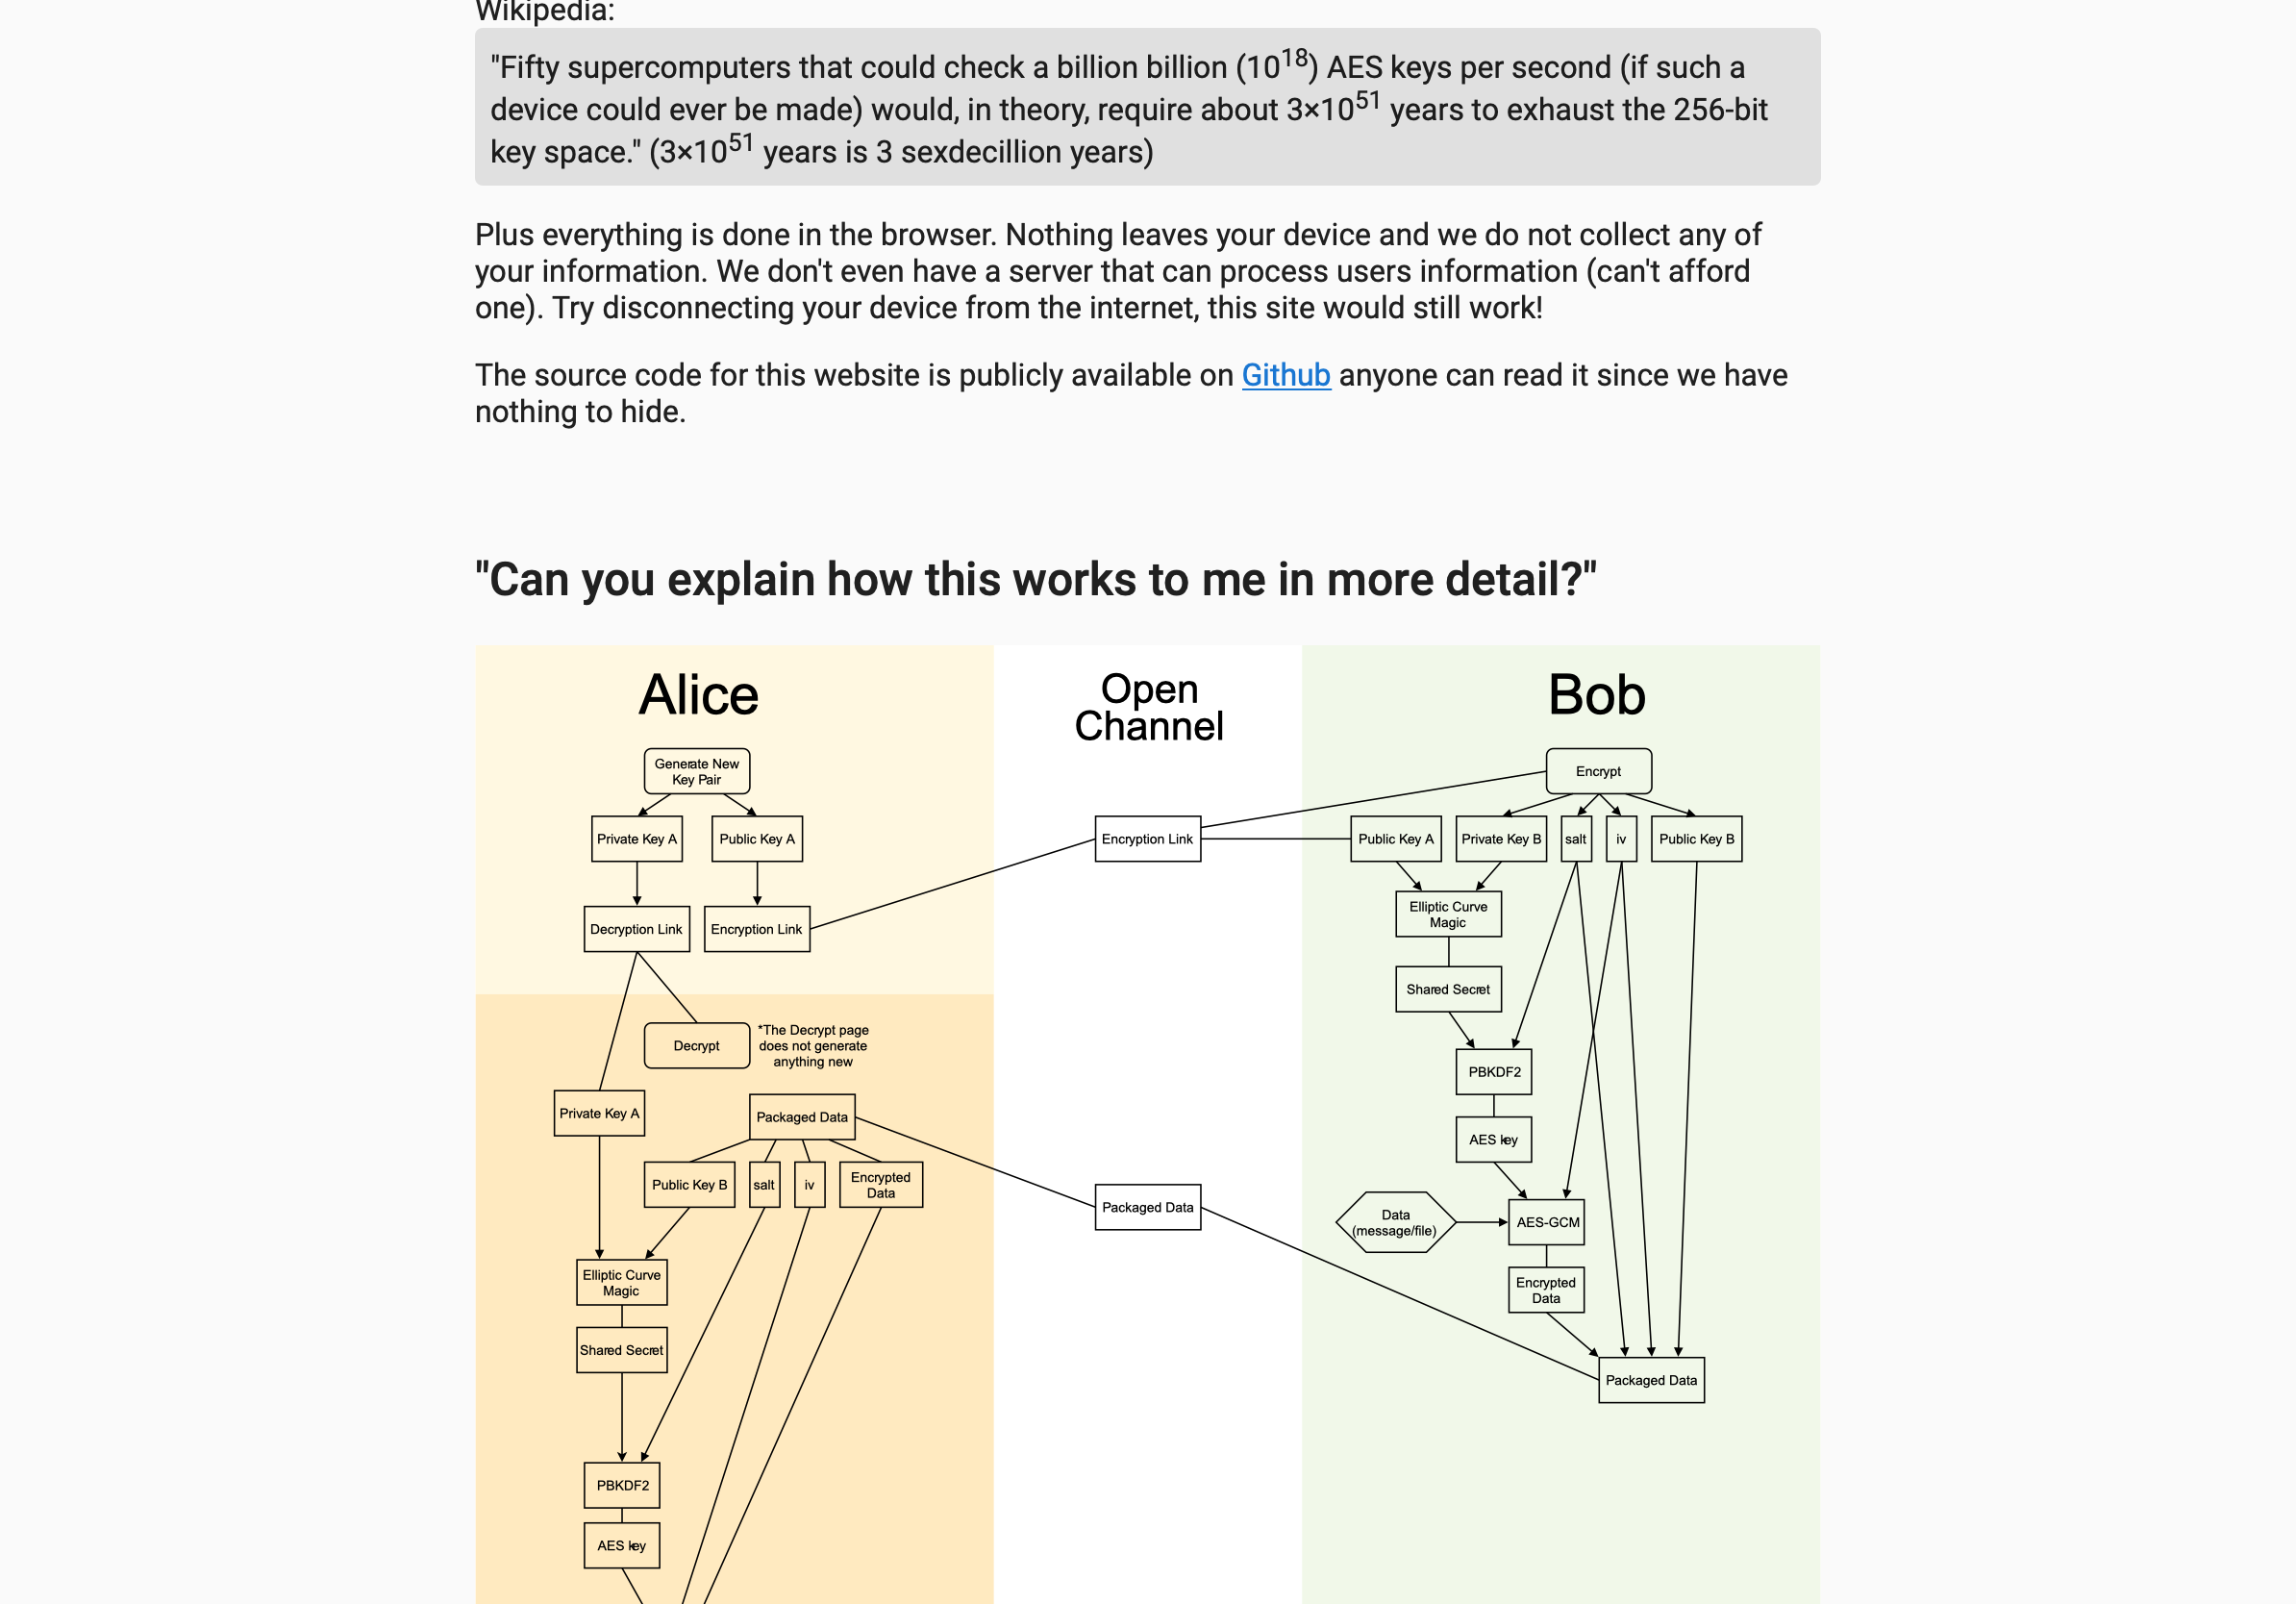 Wikipedia:
"Fifty supercomputers that could check a billion billion (10¹⁸) AES keys per second (if such a
device could ever be made) would, in theory, require about 3×10⁵¹ years to exhaust the 256-bit
key space." (3×10⁵¹ years is 3 sexdecillion years)
Plus everything is done in the browser. Nothing leaves your device and we do not collect any of
your information. We don't even have a server that can process users information (can't afford
one). Try disconnecting your device from the internet, this site would still work!
The source code for this website is publicly available on Github anyone can read it since we have
nothing to hide.
"Can you explain how this works to me in more detail?"
Alice
Generate New
Key Pair
Private Key A
Public Key A
Decryption Link
Encryption Link
Decrypt
*The Decrypt page
does not generate
anything new
Private Key A
Packaged Data
Public Key B
salt
iv
Encrypted
Data
Elliptic Curve
Magic
Shared Secret
PBKDF2
AES key
Open
Channel
Encryption Link
Packaged Data
Bob
Encrypt
Public Key A
Private Key B
salt
iv
Public Key B
Elliptic Curve
Magic
Shared Secret
PBKDF2
AES key
Data
(message/file)
AES-GCM
Encrypted
Data
Packaged Data